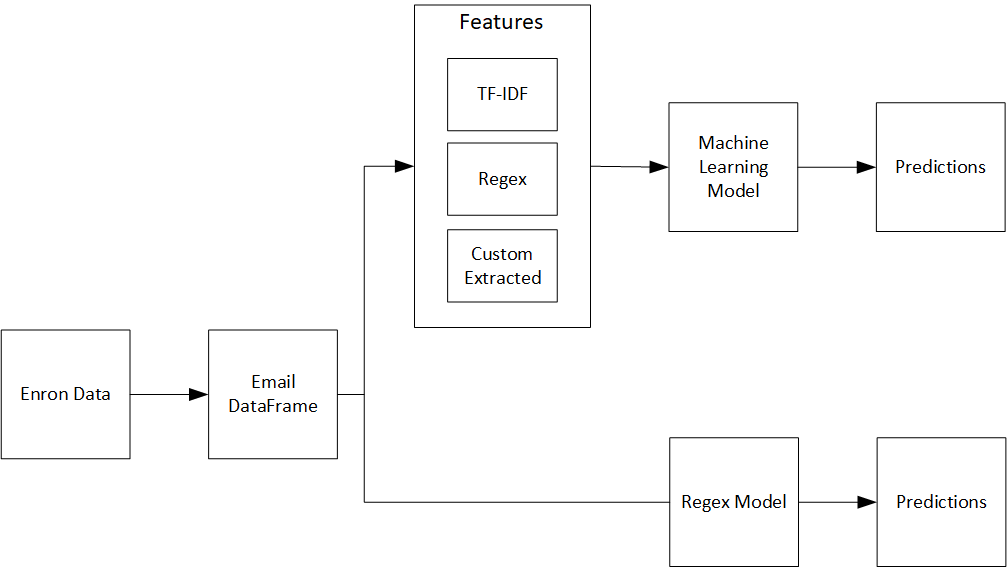 Features
TF-IDF
Regex
Custom
Extracted
Machine
Learning
Model
Predictions
Enron Data
Email
DataFrame
Regex Model
Predictions